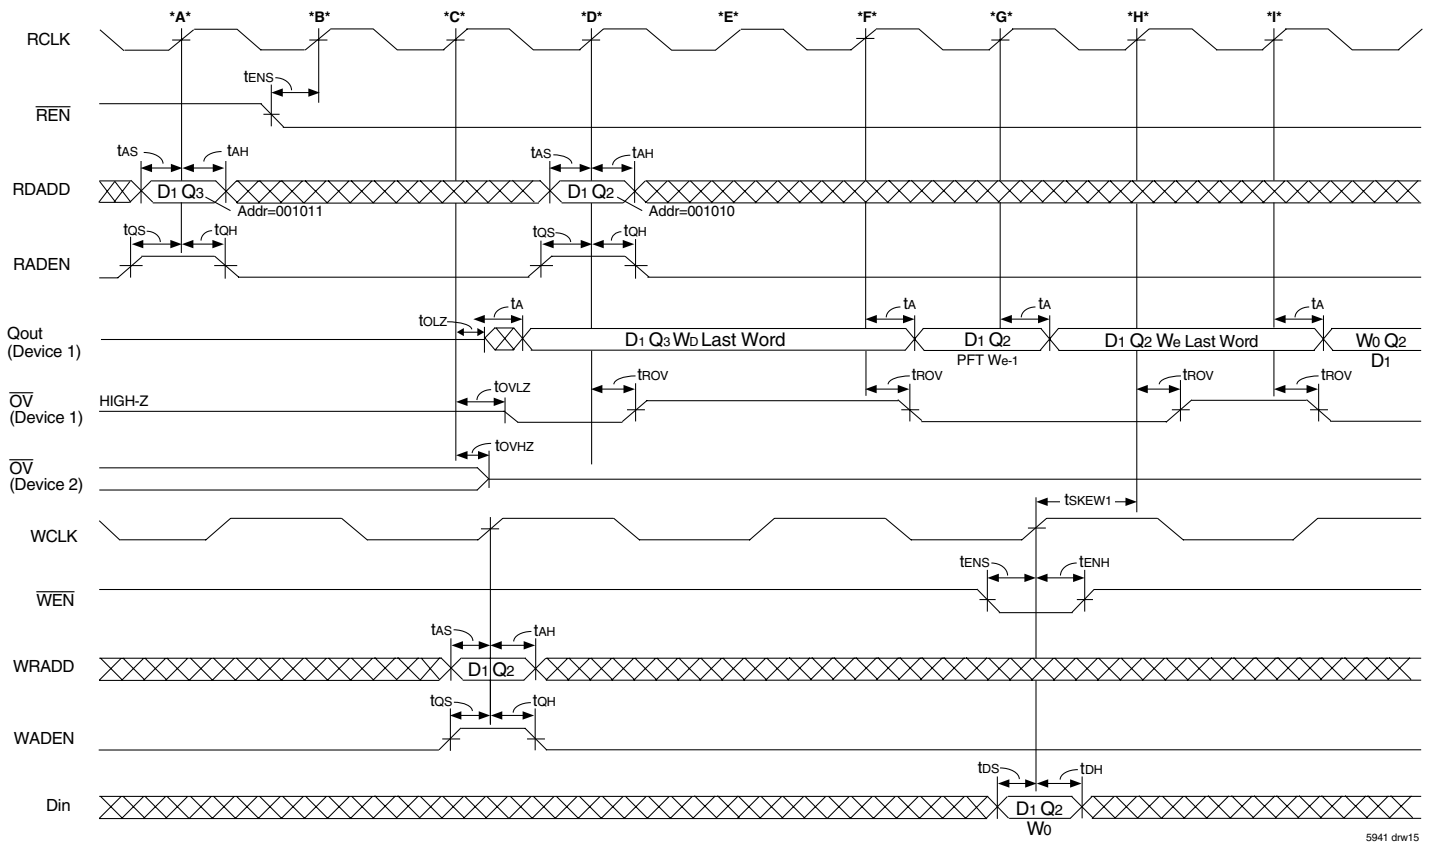 *A* *B* *C* *D* *E* *F* *G* *H* *I*
RCLK
tENS
REN
tAS tAH tAS tAH
RDADD D1 Q3 D1 Q2
Addr=001011 Addr=001010
tQS tQH tQS tQH
RADEN
tOLZ tA tA tA tA
Qout
(Device 1)
D1 Q3 WD Last Word D1 Q2 D1 Q2 We Last Word W0 Q2
PFT We-1 D1
tOVLZ tROV tROV tROV tROV
OV
(Device 1)
HIGH-Z
tOVHZ
OV
(Device 2)
tSKEW1
WCLK
tENS tENH
WEN
tAS tAH
WRADD D1 Q2
tQS tQH
WADEN
tDS tDH
Din D1 Q2
W0
5941 drw15